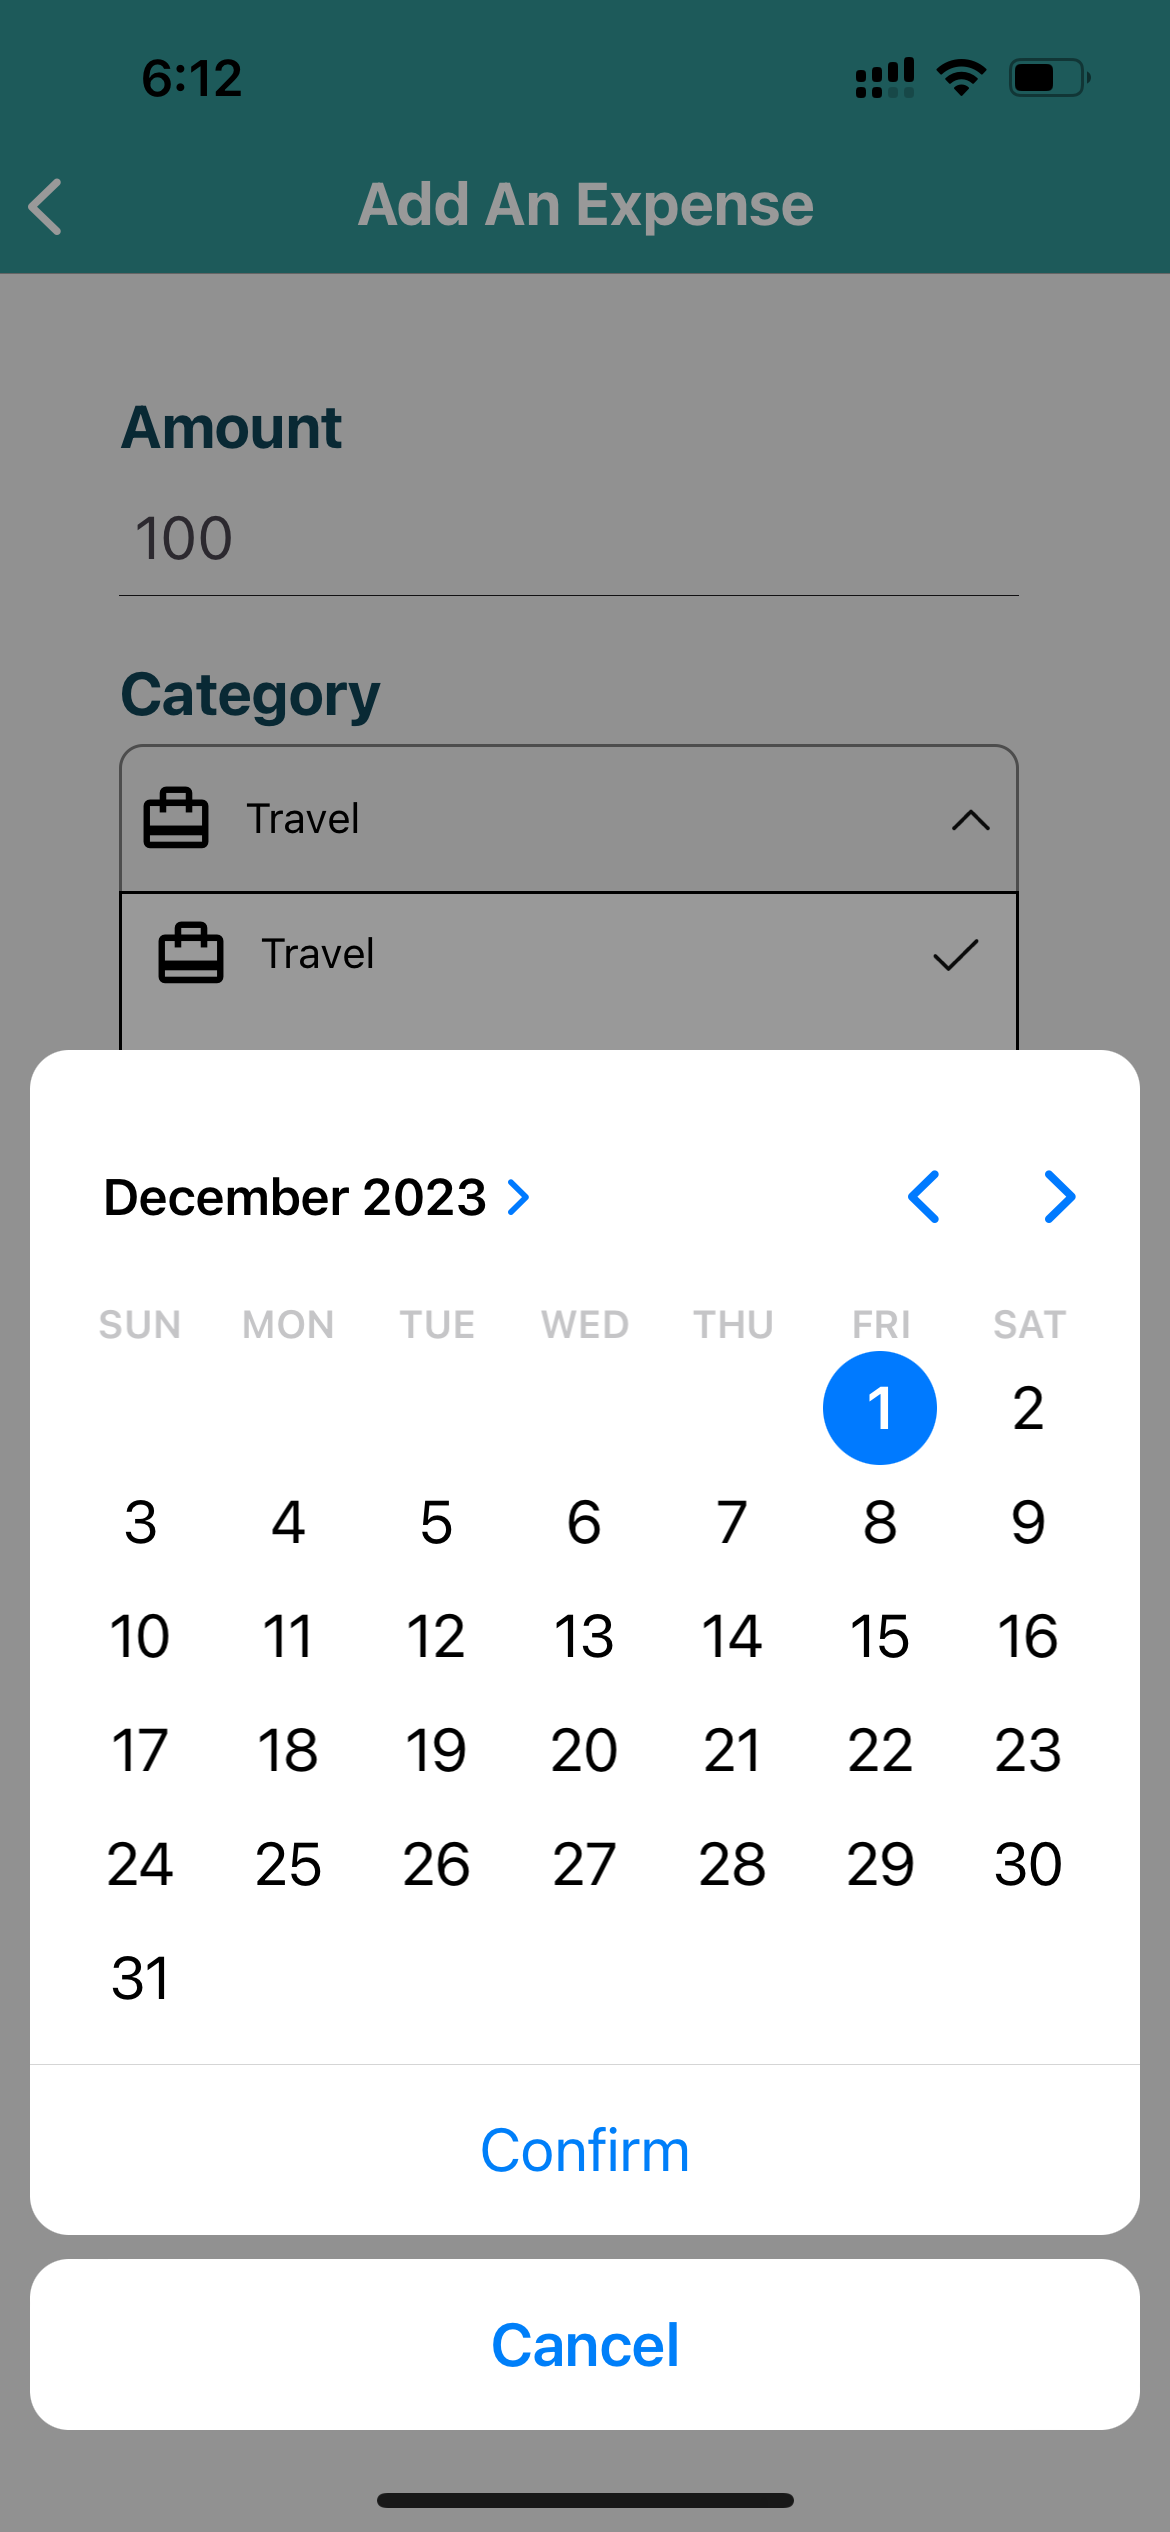 6:12
Add An Expense
Amount
100
Category
Travel
Travel
December 2023
SUN MON TUE WED THU FRI SAT
1 2
3 4 5 6 7 8 9
10 11 12 13 14 15 16
17 18 19 20 21 22 23
24 25 26 27 28 29 30
31
Confirm
Cancel